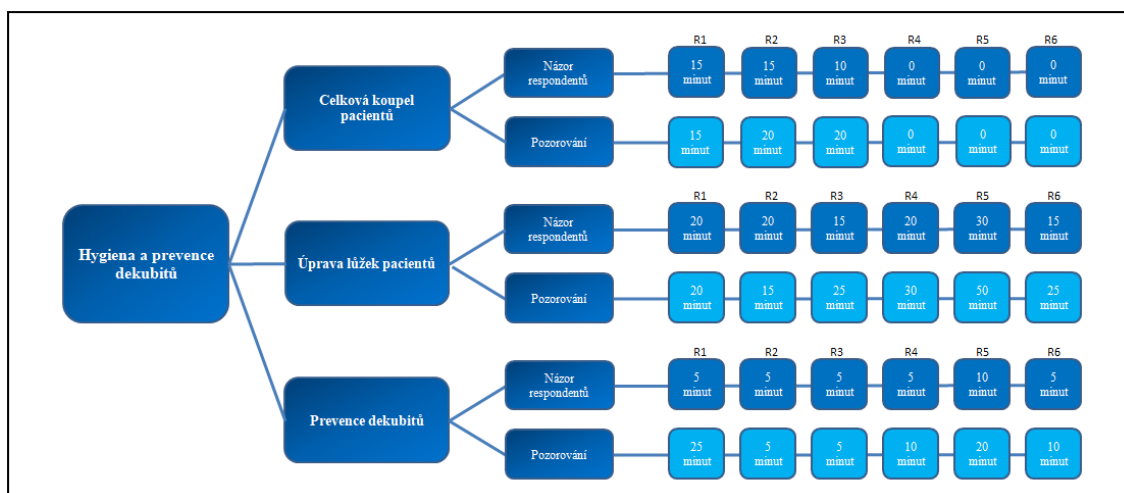 R1 R2 R3 R4 R5 R6
Názor
respondentů
15
minut
15
minut
10
minut
0
minut
0
minut
0
minut
Celková koupel
pacientů
Pozorování
15
minut
20
minut
20
minut
0
minut
0
minut
0
minut
R1 R2 R3 R4 R5 R6
Názor
respondentů
20
minut
20
minut
15
minut
20
minut
30
minut
15
minut
Hygiena a prevence
dekubitů
Úprava lůžek pacientů
Pozorování
20
minut
15
minut
25
minut
30
minut
50
minut
25
minut
R1 R2 R3 R4 R5 R6
Názor
respondentů
5
minut
5
minut
5
minut
5
minut
10
minut
5
minut
Prevence dekubitů
Pozorování
25
minut
5
minut
5
minut
10
minut
20
minut
10
minut